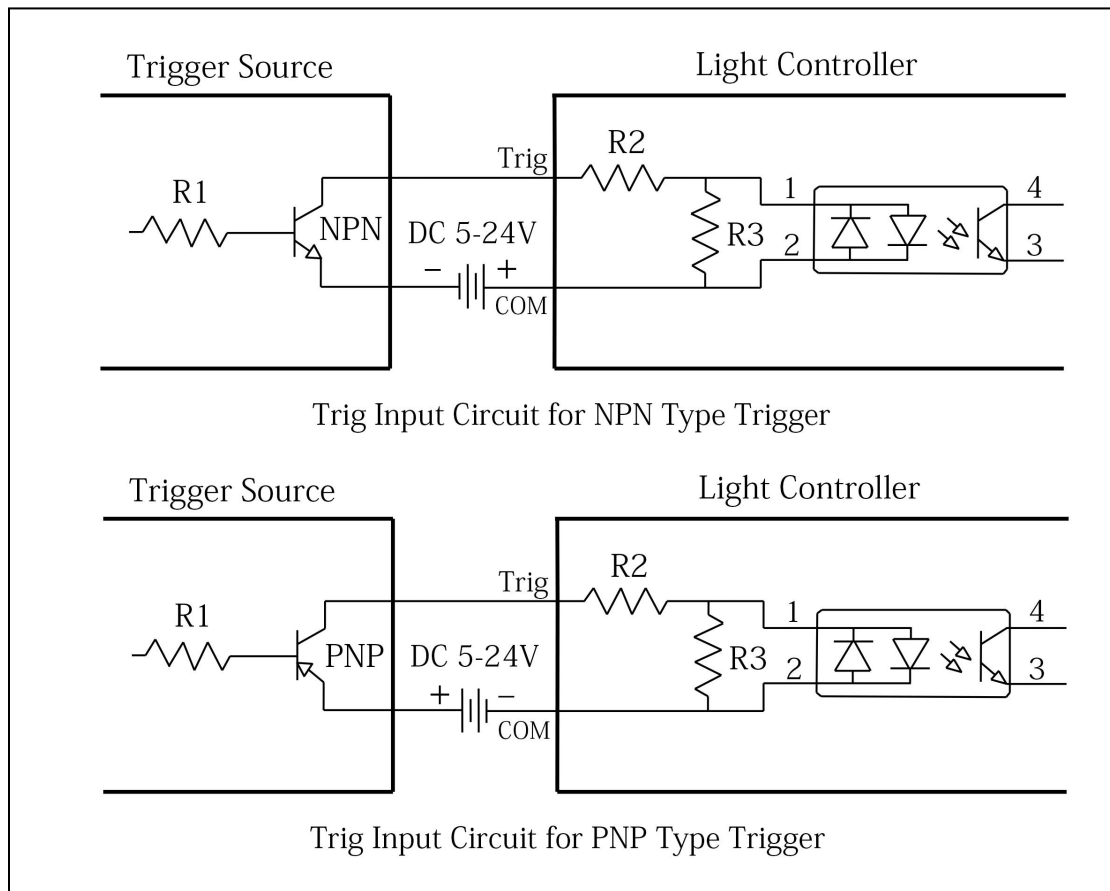 Trigger Source
Light Controller
Trig
R2
R1
NPN
DC 5-24V
R3
1
2
4
3
− +
COM
Trig Input Circuit for NPN Type Trigger
Trigger Source
Light Controller
Trig
R2
R1
PNP
DC 5-24V
R3
1
2
4
3
+ −
COM
Trig Input Circuit for PNP Type Trigger